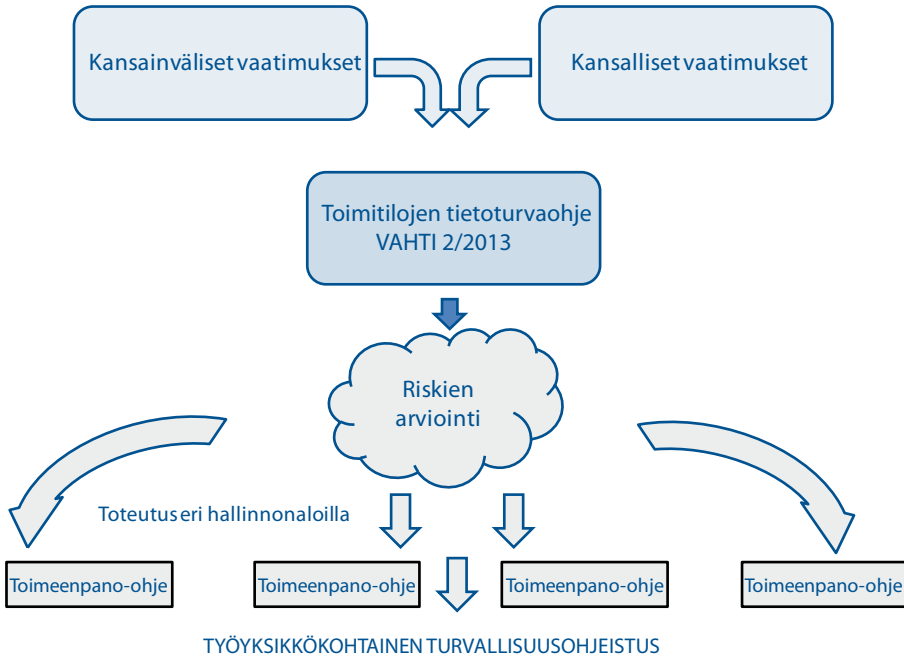 Kansainväliset vaatimukset
Kansalliset vaatimukset
Toimitilojen tietoturvaohje
VAHTI 2/2013
Riskien
arviointi
Toteutus eri hallinnonaloilla
Toimeenpano-ohje
Toimeenpano-ohje
Toimeenpano-ohje
Toimeenpano-ohje
TYÖYKSIKKÖKOHTAINEN TURVALLISUUSOHJEISTUS